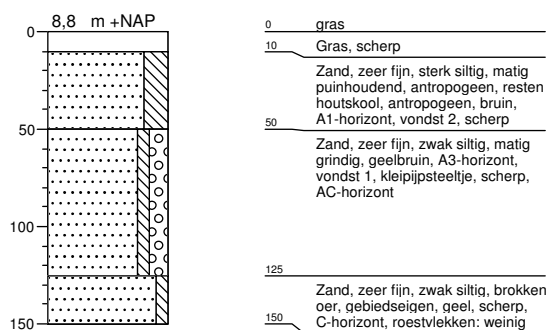 8,8 m +NAP
0
50
100
150
0 gras
10 Gras, scherp
Zand, zeer fijn, sterk siltig, matig
puinhoudend, antropogeen, resten
houtskool, antropogeen, bruin,
A1-horizont, vondst 2, scherp
50
Zand, zeer fijn, zwak siltig, matig
grindig, geelbruin, A3-horizont,
vondst 1, kleipijpsteeltje, scherp,
AC-horizont
125
Zand, zeer fijn, zwak siltig, brokken
oer, gebiedseigen, geel, scherp,
150 C-horizont, roestvlekken: weinig